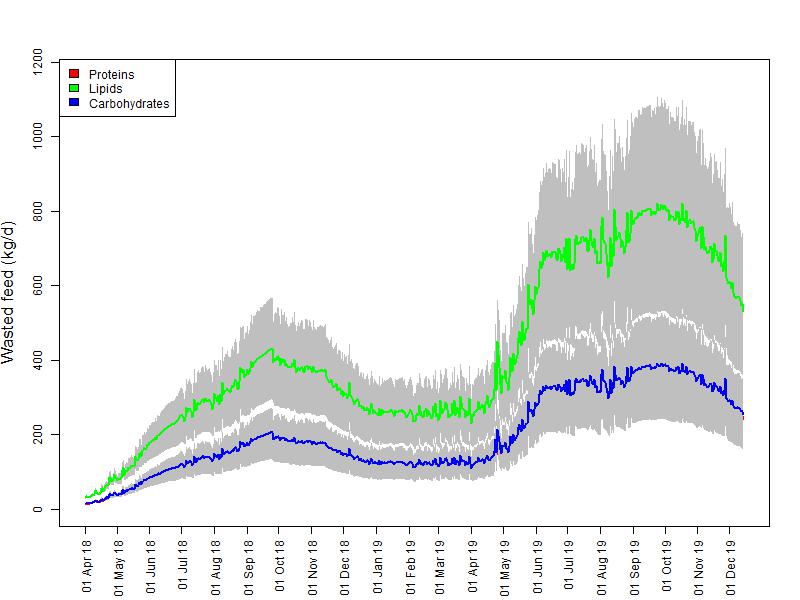 Proteins
Lipids
Carbohydrates
Wasted feed (kg/d)
1200
1000
800
600
400
200
0
01 Apr 18
01 May 18
01 Jun 18
01 Jul 18
01 Aug 18
01 Sep 18
01 Oct 18
01 Nov 18
01 Dec 18
01 Jan 19
01 Feb 19
01 Mar 19
01 Apr 19
01 May 19
01 Jun 19
01 Jul 19
01 Aug 19
01 Sep 19
01 Oct 19
01 Nov 19
01 Dec 19